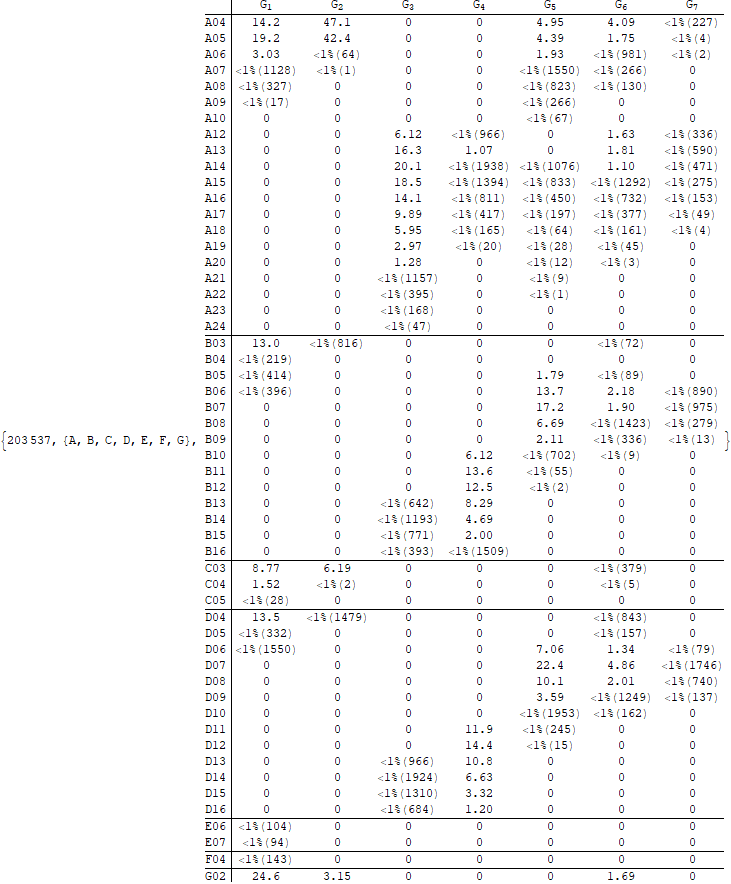 G1 G2 G3 G4 G5 G6 G7
A04 14.2 47.1 0 0 4.95 4.09 <1%(227)
A05 19.2 42.4 0 0 4.39 1.75 <1%(4)
A06 3.03 <1%(64) 0 0 1.93 <1%(981) <1%(2)
A07 <1%(1128) <1%(1) 0 0 <1%(1550) <1%(266) 0
A08 <1%(327) 0 0 0 <1%(823) <1%(130) 0
A09 <1%(17) 0 0 0 <1%(266) 0 0
A10 0 0 0 0 <1%(67) 0 0
A12 0 0 6.12 <1%(966) 0 1.63 <1%(336)
A13 0 0 16.3 1.07 0 1.81 <1%(590)
A14 0 0 20.1 <1%(1938) <1%(1076) 1.10 <1%(471)
A15 0 0 18.5 <1%(1394) <1%(833) <1%(1292) <1%(275)
A16 0 0 14.1 <1%(811) <1%(450) <1%(732) <1%(153)
A17 0 0 9.89 <1%(417) <1%(197) <1%(377) <1%(49)
A18 0 0 5.95 <1%(165) <1%(64) <1%(161) <1%(4)
A19 0 0 2.97 <1%(20) <1%(28) <1%(45) 0
A20 0 0 1.28 0 <1%(12) <1%(3) 0
A21 0 0 <1%(1157) 0 <1%(9) 0 0
A22 0 0 <1%(395) 0 <1%(1) 0 0
A23 0 0 <1%(168) 0 0 0 0
A24 0 0 <1%(47) 0 0 0 0
B03 13.0 <1%(816) 0 0 0 <1%(72) 0
B04 <1%(219) 0 0 0 0 0 0
B05 <1%(414) 0 0 0 1.79 <1%(89) 0
B06 <1%(396) 0 0 0 13.7 2.18 <1%(890)
B07 0 0 0 0 17.2 1.90 <1%(975)
B08 0 0 0 0 6.69 <1%(1423) <1%(279)
{203537, {A, B, C, D, E, F, G}, B09 0 0 0 0 2.11 <1%(336) <1%(13) }
B10 0 0 0 6.12 <1%(702) <1%(9) 0
B11 0 0 0 13.6 <1%(55) 0 0
B12 0 0 0 12.5 <1%(2) 0 0
B13 0 0 <1%(642) 8.29 0 0 0
B14 0 0 <1%(1193) 4.69 0 0 0
B15 0 0 <1%(771) 2.00 0 0 0
B16 0 0 <1%(393) <1%(1509) 0 0 0
C03 8.77 6.19 0 0 0 <1%(379) 0
C04 1.52 <1%(2) 0 0 0 <1%(5) 0
C05 <1%(28) 0 0 0 0 0 0
D04 13.5 <1%(1479) 0 0 0 <1%(843) 0
D05 <1%(332) 0 0 0 0 <1%(157) 0
D06 <1%(1550) 0 0 0 7.06 1.34 <1%(79)
D07 0 0 0 0 22.4 4.86 <1%(1746)
D08 0 0 0 0 10.1 2.01 <1%(740)
D09 0 0 0 0 3.59 <1%(1249) <1%(137)
D10 0 0 0 0 <1%(1953) <1%(162) 0
D11 0 0 0 11.9 <1%(245) 0 0
D12 0 0 0 14.4 <1%(15) 0 0
D13 0 0 <1%(966) 10.8 0 0 0
D14 0 0 <1%(1924) 6.63 0 0 0
D15 0 0 <1%(1310) 3.32 0 0 0
D16 0 0 <1%(684) 1.20 0 0 0
E06 <1%(104) 0 0 0 0 0 0
E07 <1%(94) 0 0 0 0 0 0
F04 <1%(143) 0 0 0 0 0 0
G02 24.6 3.15 0 0 0 1.69 0